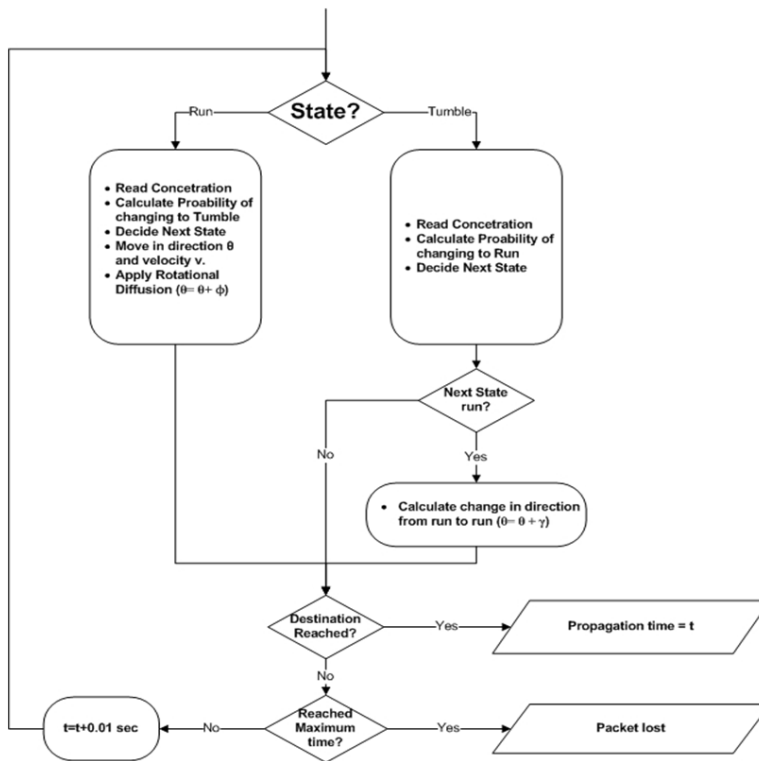 State?
Run
Tumble
• Read Concetration
• Calculate Proability of
changing to Tumble
• Decide Next State
• Move in direction θ
and velocity v.
• Apply Rotational
Diffusion (θ= θ+ ϕ)
• Read Concetration
• Calculate Proability of
changing to Run
• Decide Next State
Next State
run?
No
Yes
• Calculate change in direction
from run to run (θ= θ + γ)
Destination
Reached?
Yes
Propagation time = t
No
t=t+0.01 sec
No
Reached
Maximum
time?
Yes
Packet lost